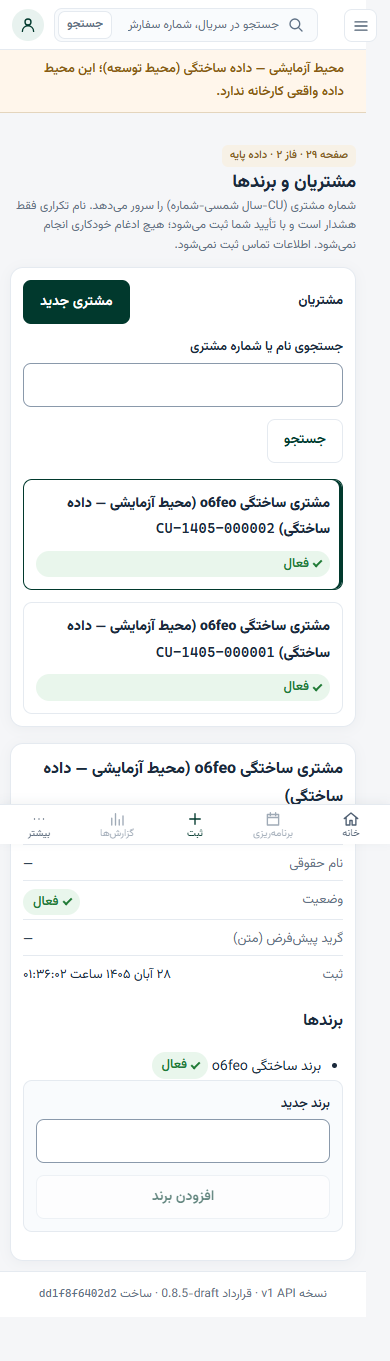 جستجو در سریال، شماره سفارش
جستجو
محیط آزمایشی — داده ساختگی (محیط توسعه)؛ این محیط
داده واقعی کارخانه ندارد.
صفحه ۲۹ · فاز ۲ · داده پایه
مشتریان و برندها
شماره مشتری (CU-سال شمسی-شماره) را سرور می‌دهد. نام تکراری فقط
هشدار است و با تأیید شما ثبت می‌شود؛ هیچ ادغام خودکاری انجام
نمی‌شود. اطلاعات تماس ثبت نمی‌شود.
مشتریان
مشتری جدید
جستجوی نام یا شماره مشتری
جستجو
مشتری ساختگی o6feo (محیط آزمایشی — داده
ساختگی) CU-1405-000002
فعال
مشتری ساختگی o6feo (محیط آزمایشی — داده
ساختگی) CU-1405-000001
فعال
مشتری ساختگی o6feo (محیط آزمایشی — داده
ساختگی)
خانه
برنامه‌ریزی
ثبت
گزارش‌ها
بیشتر
نام حقوقی
—
وضعیت
فعال
گرید پیش‌فرض (متن)
—
ثبت
۲۸ آبان ۱۴۰۵ ساعت ۰۱:۳۶:۰۲
برندها
برند ساختگی o6feo فعال
برند جدید
افزودن برند
نسخه API v1 · قرارداد 0.8.5-draft · ساخت dd1f8f6402d2